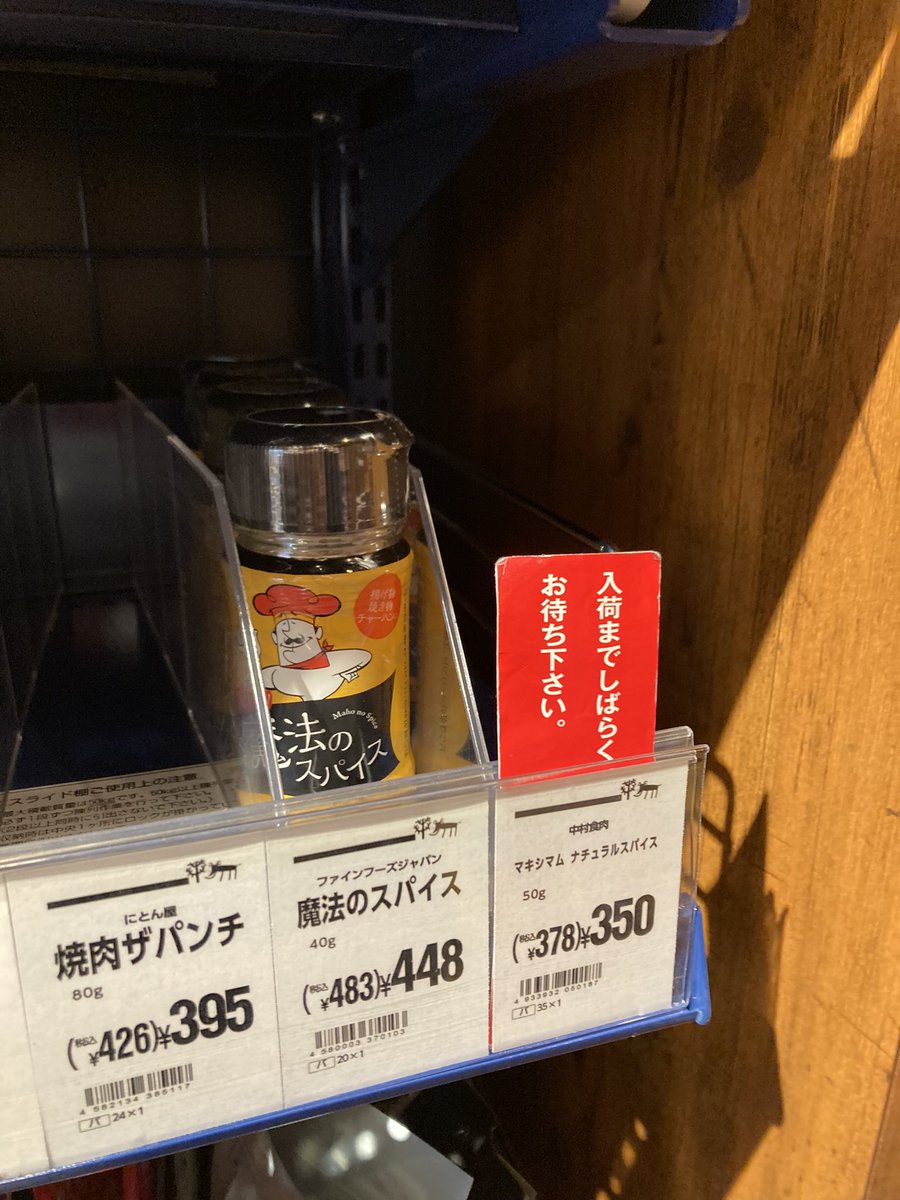 揚げ物
焼き物
チャーハン
Maho no Spice
魔法の
スパイス
入荷までしばらく
お待ち下さい。
スライド棚ご使用上の注意
にとん屋
焼肉ザパンチ
80g
(税込¥426)¥395
4 582134 385117
パ 24×1
ファインフーズジャパン
魔法のスパイス
40g
(税込¥483)¥448
4 580003 370103
パ 20×1
中村食肉
マキシマム ナチュラルスパイス
50g
(税込¥378)¥350
4 933932 050187
パ 35×1